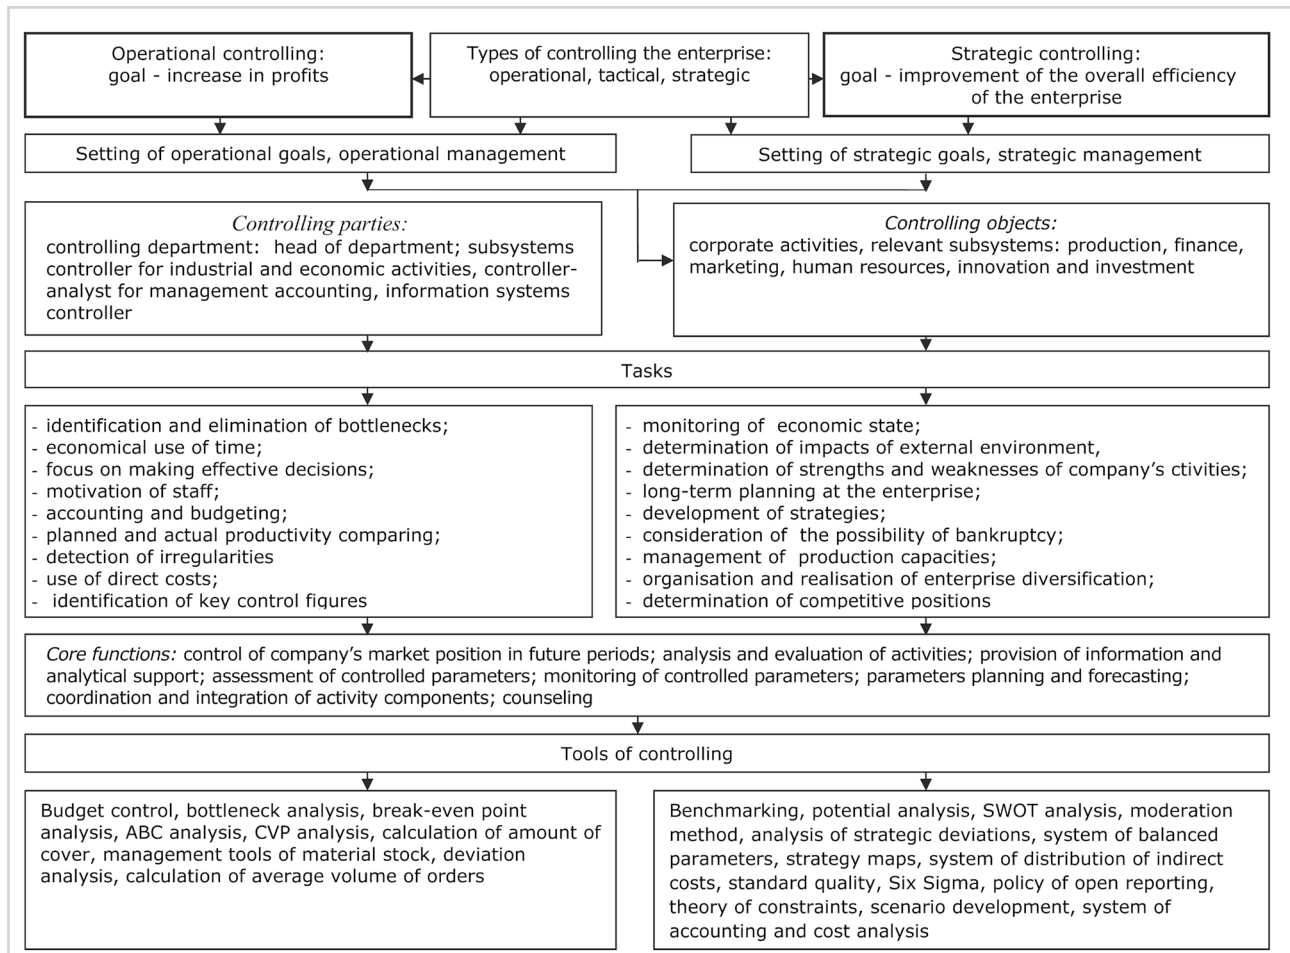 Operational controlling:
goal - increase in profits
Types of controlling the enterprise:
operational, tactical, strategic
Strategic controlling:
goal - improvement of the overall efficiency
of the enterprise
Setting of operational goals, operational management
Setting of strategic goals, strategic management
Controlling parties:
controlling department:  head of department; subsystems
controller for industrial and economic activities, controller-
analyst for management accounting, information systems
controller
Controlling objects:
corporate activities, relevant subsystems: production, finance,
marketing, human resources, innovation and investment
Tasks
- identification and elimination of bottlenecks;
- economical use of time;
- focus on making effective decisions;
- motivation of staff;
- accounting and budgeting;
- planned and actual productivity comparing;
- detection of irregularities
- use of direct costs;
- identification of key control figures
- monitoring of  economic state;
- determination of impacts of external environment,
- determination of strengths and weaknesses of company's ctivities;
- long-term planning at the enterprise;
- development of strategies;
- consideration of  the possibility of bankruptcy;
- management of  production capacities;
- organisation and realisation of enterprise diversification;
- determination of competitive positions
Core functions: control of company's market position in future periods; analysis and evaluation of activities; provision of information and
analytical support; assessment of controlled parameters; monitoring of controlled parameters; parameters planning and forecasting;
coordination and integration of activity components; counseling
Tools of controlling
Budget control, bottleneck analysis, break-even point
analysis, ABC analysis, CVP analysis, calculation of amount of
cover, management tools of material stock, deviation
analysis, calculation of average volume of orders
Benchmarking, potential analysis, SWOT analysis, moderation
method, analysis of strategic deviations, system of balanced
parameters, strategy maps, system of distribution of indirect
costs, standard quality, Six Sigma, policy of open reporting,
theory of constraints, scenario development, system of
accounting and cost analysis